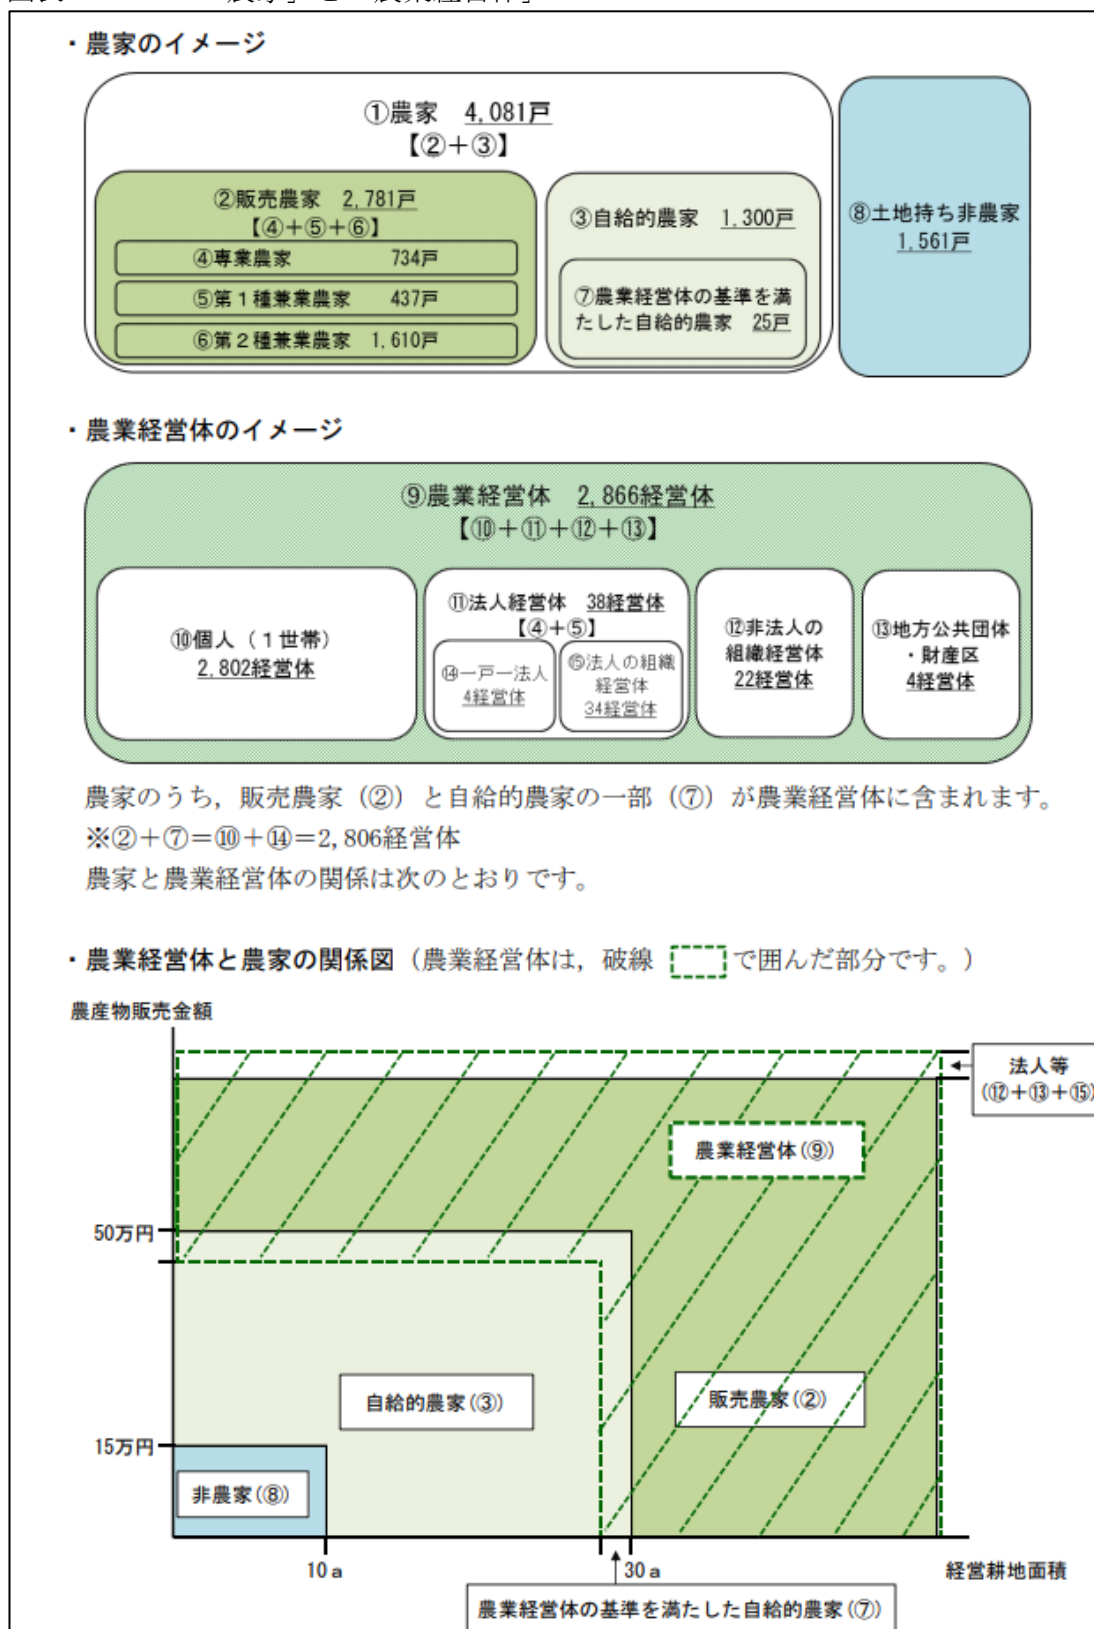 ・農家のイメージ
①農家 4,081戸
【②＋③】
②販売農家 2,781戸
【④＋⑤＋⑥】
④専業農家 734戸
⑤第１種兼業農家 437戸
⑥第２種兼業農家 1,610戸
③自給的農家 1,300戸
⑦農業経営体の基準を満
たした自給的農家 25戸
⑧土地持ち非農家
1,561戸
・農業経営体のイメージ
⑨農業経営体 2,866経営体
【⑩＋⑪＋⑫＋⑬】
⑩個人（１世帯）
2,802経営体
⑪法人経営体 38経営体
【④＋⑤】
⑭一戸一法人
4経営体
⑮法人の組織
経営体
34経営体
⑫非法人の
組織経営体
22経営体
⑬地方公共団体
・財産区
4経営体
農家のうち，販売農家（②）と自給的農家の一部（⑦）が農業経営体に含まれます。
※②＋⑦＝⑩＋⑭＝2,806経営体
農家と農業経営体の関係は次のとおりです。
・農業経営体と農家の関係図（農業経営体は，破線 で囲んだ部分です。）
農産物販売金額
法人等
（⑫＋⑬＋⑮）
農業経営体（⑨）
50万円
自給的農家（③）
販売農家（②）
15万円
非農家（⑧）
10a
30a
経営耕地面積
農業経営体の基準を満たした自給的農家（⑦）